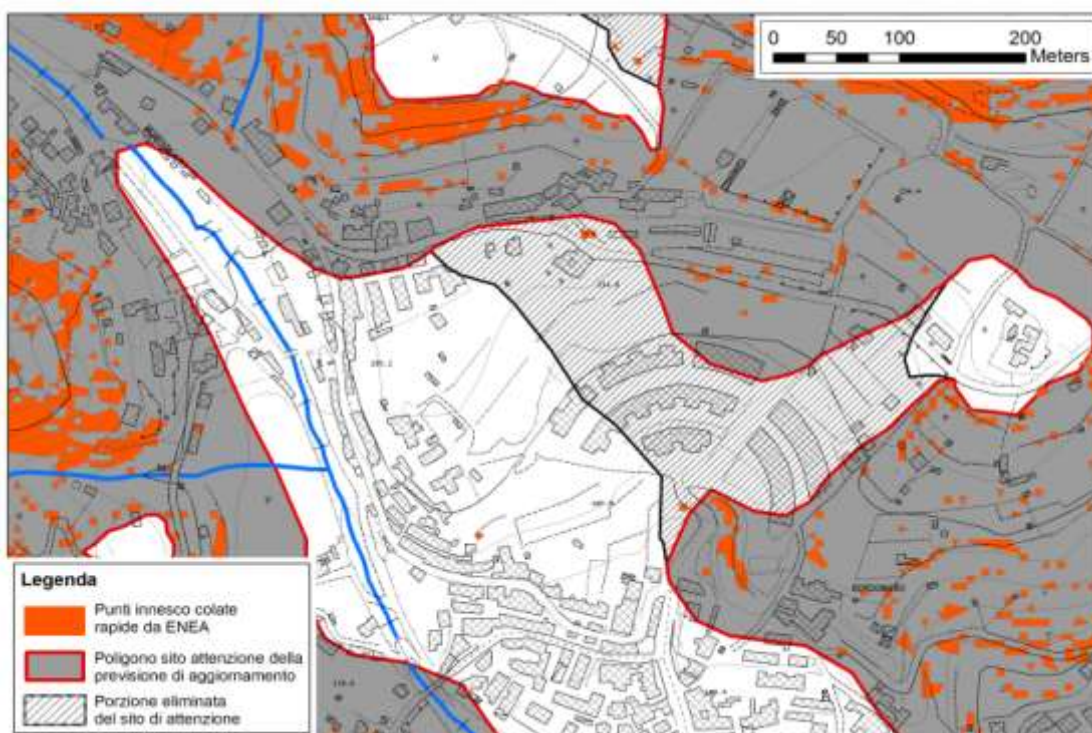 0 50 100 200
Meters
Legenda
Punti innesco colate
rapide da ENEA
Poligono sito attenzione della
previsione di aggiornamento
Porzione eliminata
del sito di attenzione